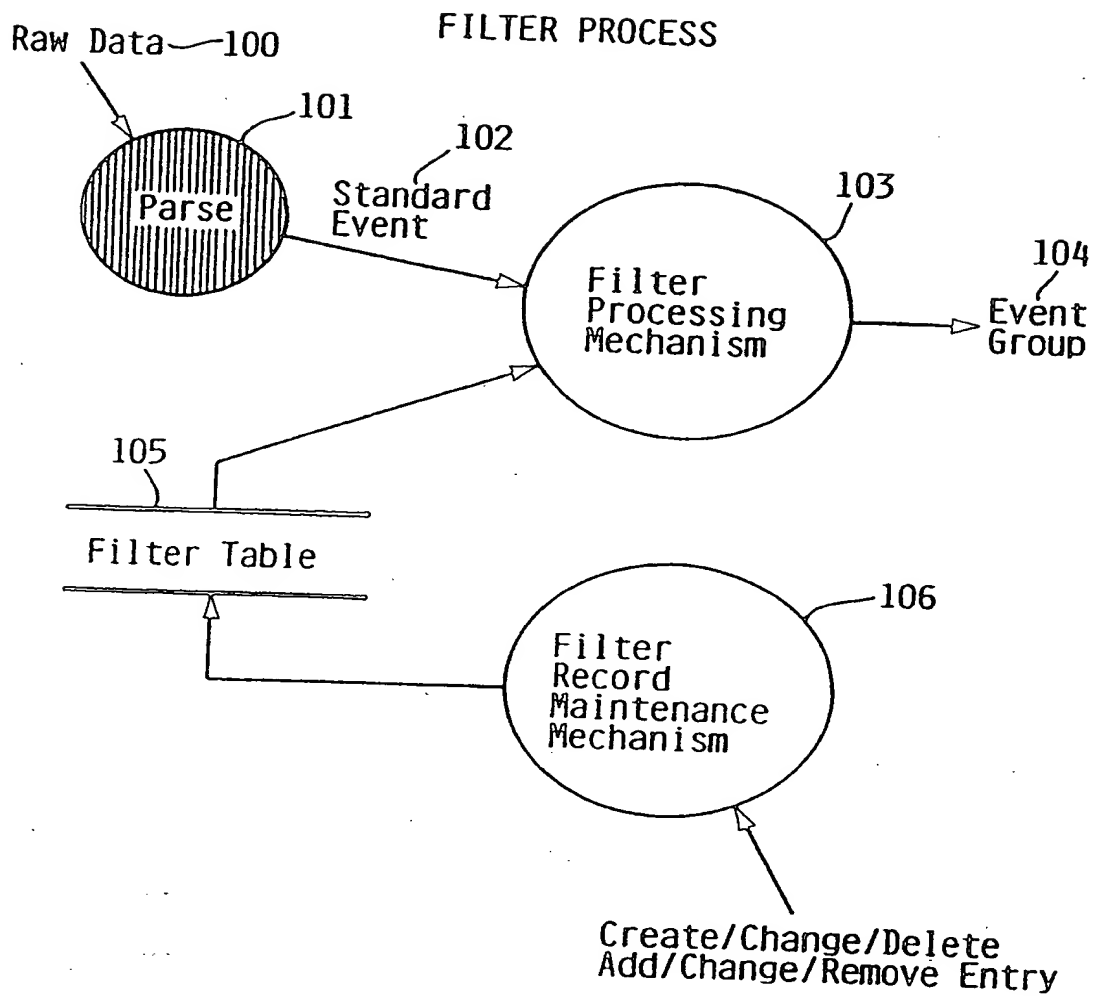 FILTER PROCESS
Raw Data 100
101
Parse
102
Standard
Event
103
Filter
Processing
Mechanism
104
Event
Group
105
Filter Table
106
Filter
Record
Maintenance
Mechanism
Create/Change/Delete
Add/Change/Remove Entry